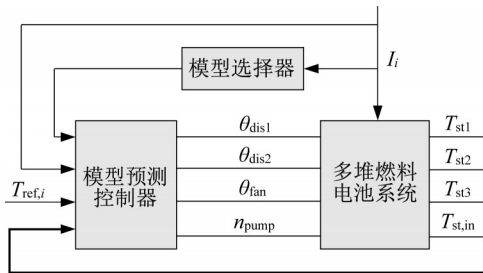 I_i
模型选择器
T_ref,i
模型预测
控制器
θ_dis1
θ_dis2
θ_fan
n_pump
多堆燃料
电池系统
T_st1
T_st2
T_st3
T_st,in